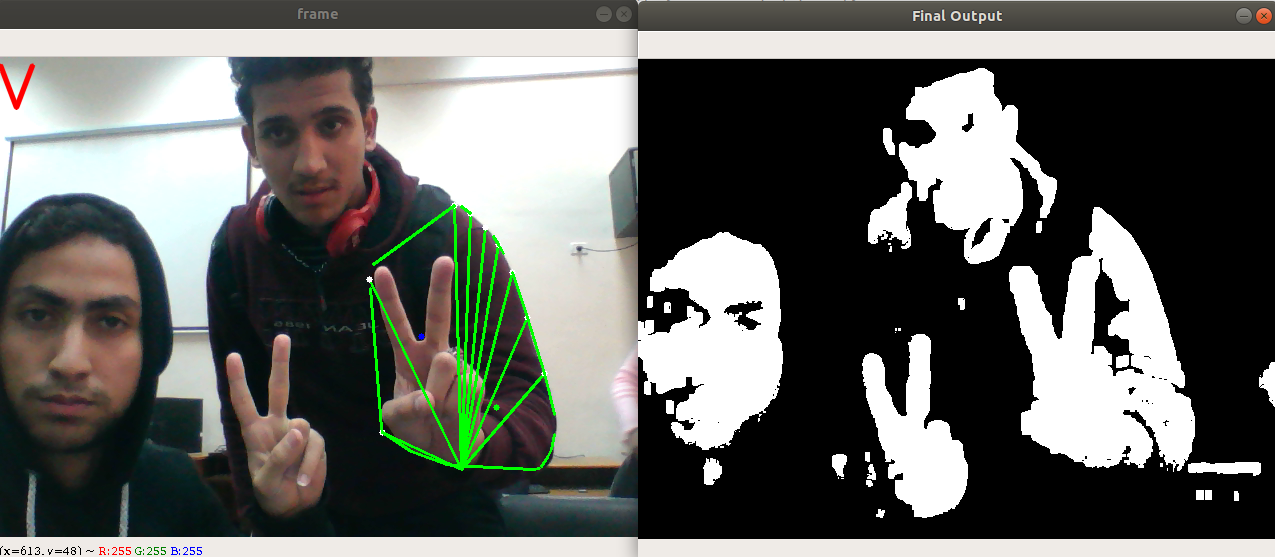 frame
Final Output
V
(x=613, y=48) ~ R:255 G:255 B:255